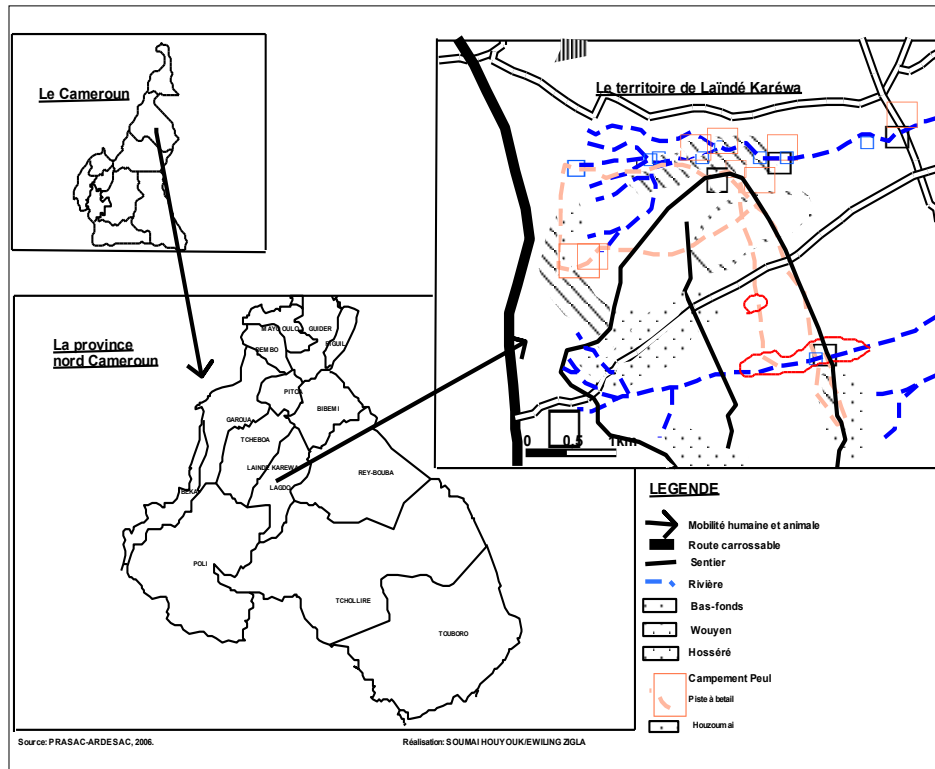 Le Cameroun
Le territoire de Laïndé Karéwa
0 0.5 1km
La province
nord Cameroun
MAYO OULO
GUIDER
FIGUIL
DEMBO
PITOA
BIBEMI
GAROUA
TCHEBOA
LAINDE KAREWA
LAGDO
REY-BOUBA
BEKA
POLI
TCHOLLIRE
TOUBORO
LEGENDE
Mobilité humaine et animale
Route carrossable
Sentier
Rivière
Bas-fonds
Wouyen
Hosséré
Campement Peul
Piste à betail
Houzoumai
Source: PRASAC-ARDESAC, 2006.
Réalisation: SOUMAI HOUYOUK/EWILING ZIGLA